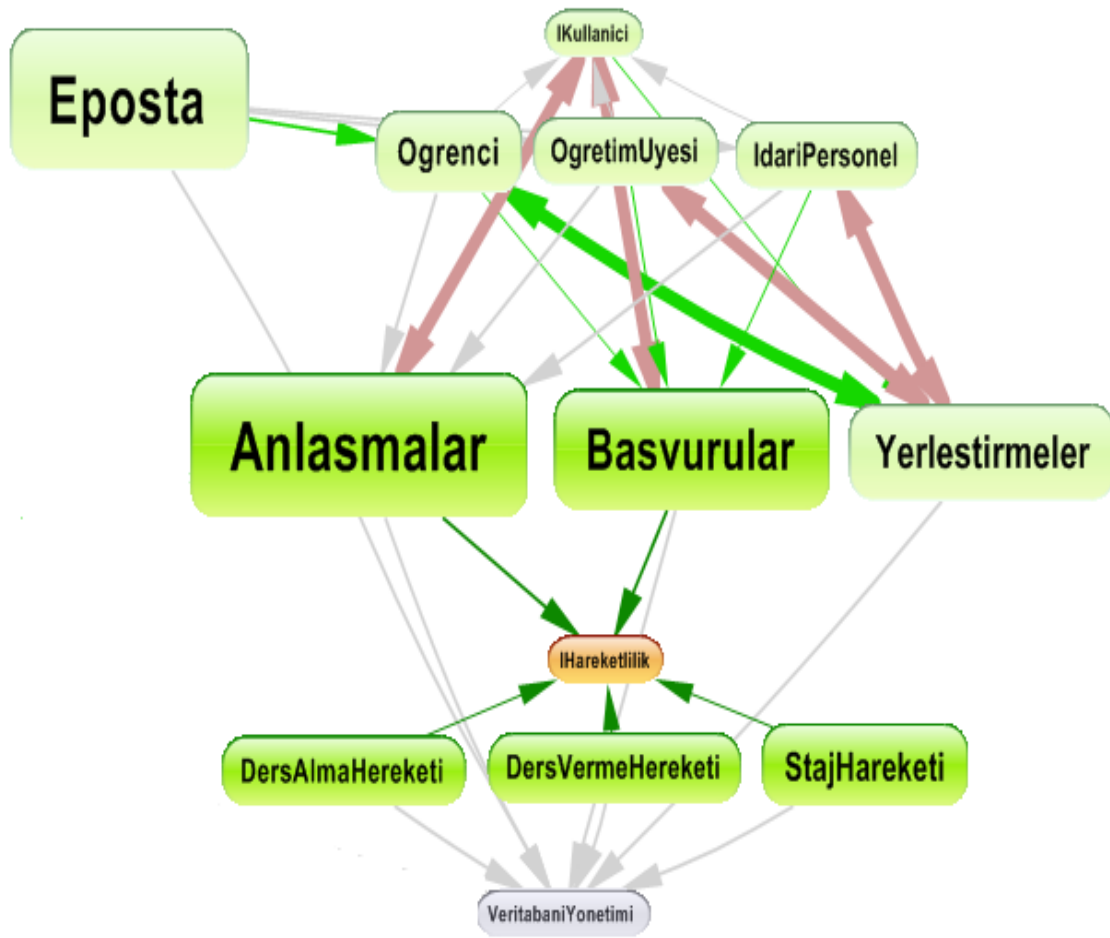 IKullanici
Eposta
Ogrenci
OgretimUyesi
IdariPersonel
Anlasmalar
Basvurular
Yerlestirmeler
IHareketlilik
DersAlmaHereketi
DersVermeHereketi
StajHareketi
VeritabaniYonetimi